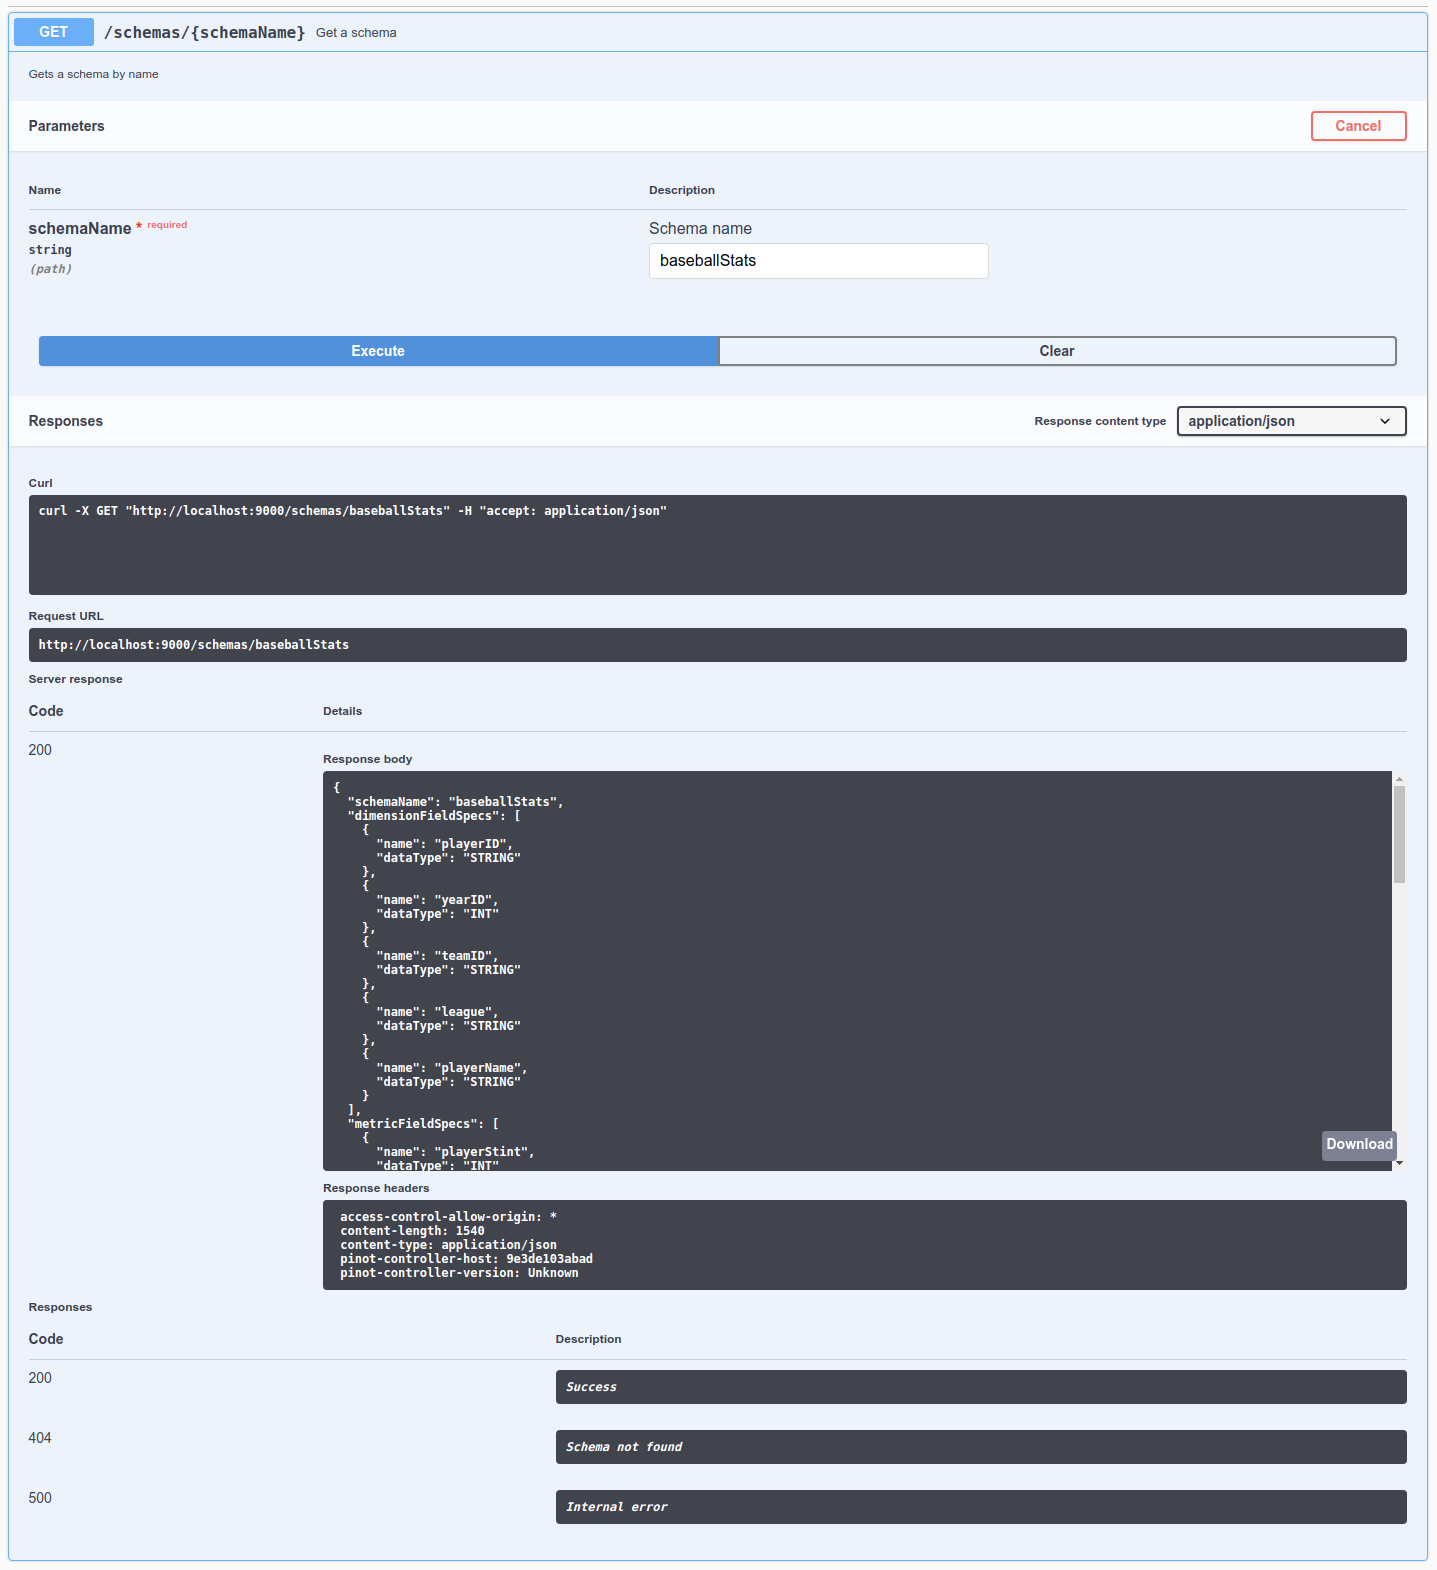 GET /schemas/{schemaName} Get a schema
Gets a schema by name
Parameters
Cancel
Name Description
schemaName * required
string
(path)
Schema name
baseballStats
Execute Clear
Responses
Response content type application/json
Curl
curl -X GET "http://localhost:9000/schemas/baseballStats" -H "accept: application/json"
Request URL
http://localhost:9000/schemas/baseballStats
Server response
Code Details
200
Response body
{
  "schemaName": "baseballStats",
  "dimensionFieldSpecs": [
    {
      "name": "playerID",
      "dataType": "STRING"
    },
    {
      "name": "yearID",
      "dataType": "INT"
    },
    {
      "name": "teamID",
      "dataType": "STRING"
    },
    {
      "name": "league",
      "dataType": "STRING"
    },
    {
      "name": "playerName",
      "dataType": "STRING"
    }
  ],
  "metricFieldSpecs": [
    {
      "name": "playerStint",
      "dataType": "INT"
Download
Response headers
access-control-allow-origin: *
content-length: 1540
content-type: application/json
pinot-controller-host: 9e3de103abad
pinot-controller-version: Unknown
Responses
Code Description
200 Success
404 Schema not found
500 Internal error